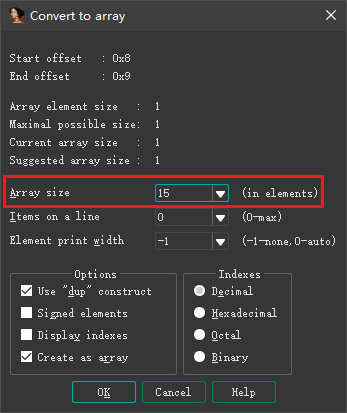 Convert to array
Start offset : 0x8
End offset : 0x9
Array element size : 1
Maximal possible size: 1
Current array size : 1
Suggested array size : 1
Array size 15 (in elements)
Items on a line 0 (0-max)
Element print width -1 (-1-none,0-auto)
Options
Use "dup" construct
Signed elements
Display indexes
Create as array
Indexes
Decimal
Hexadecimal
Octal
Binary
OK Cancel Help